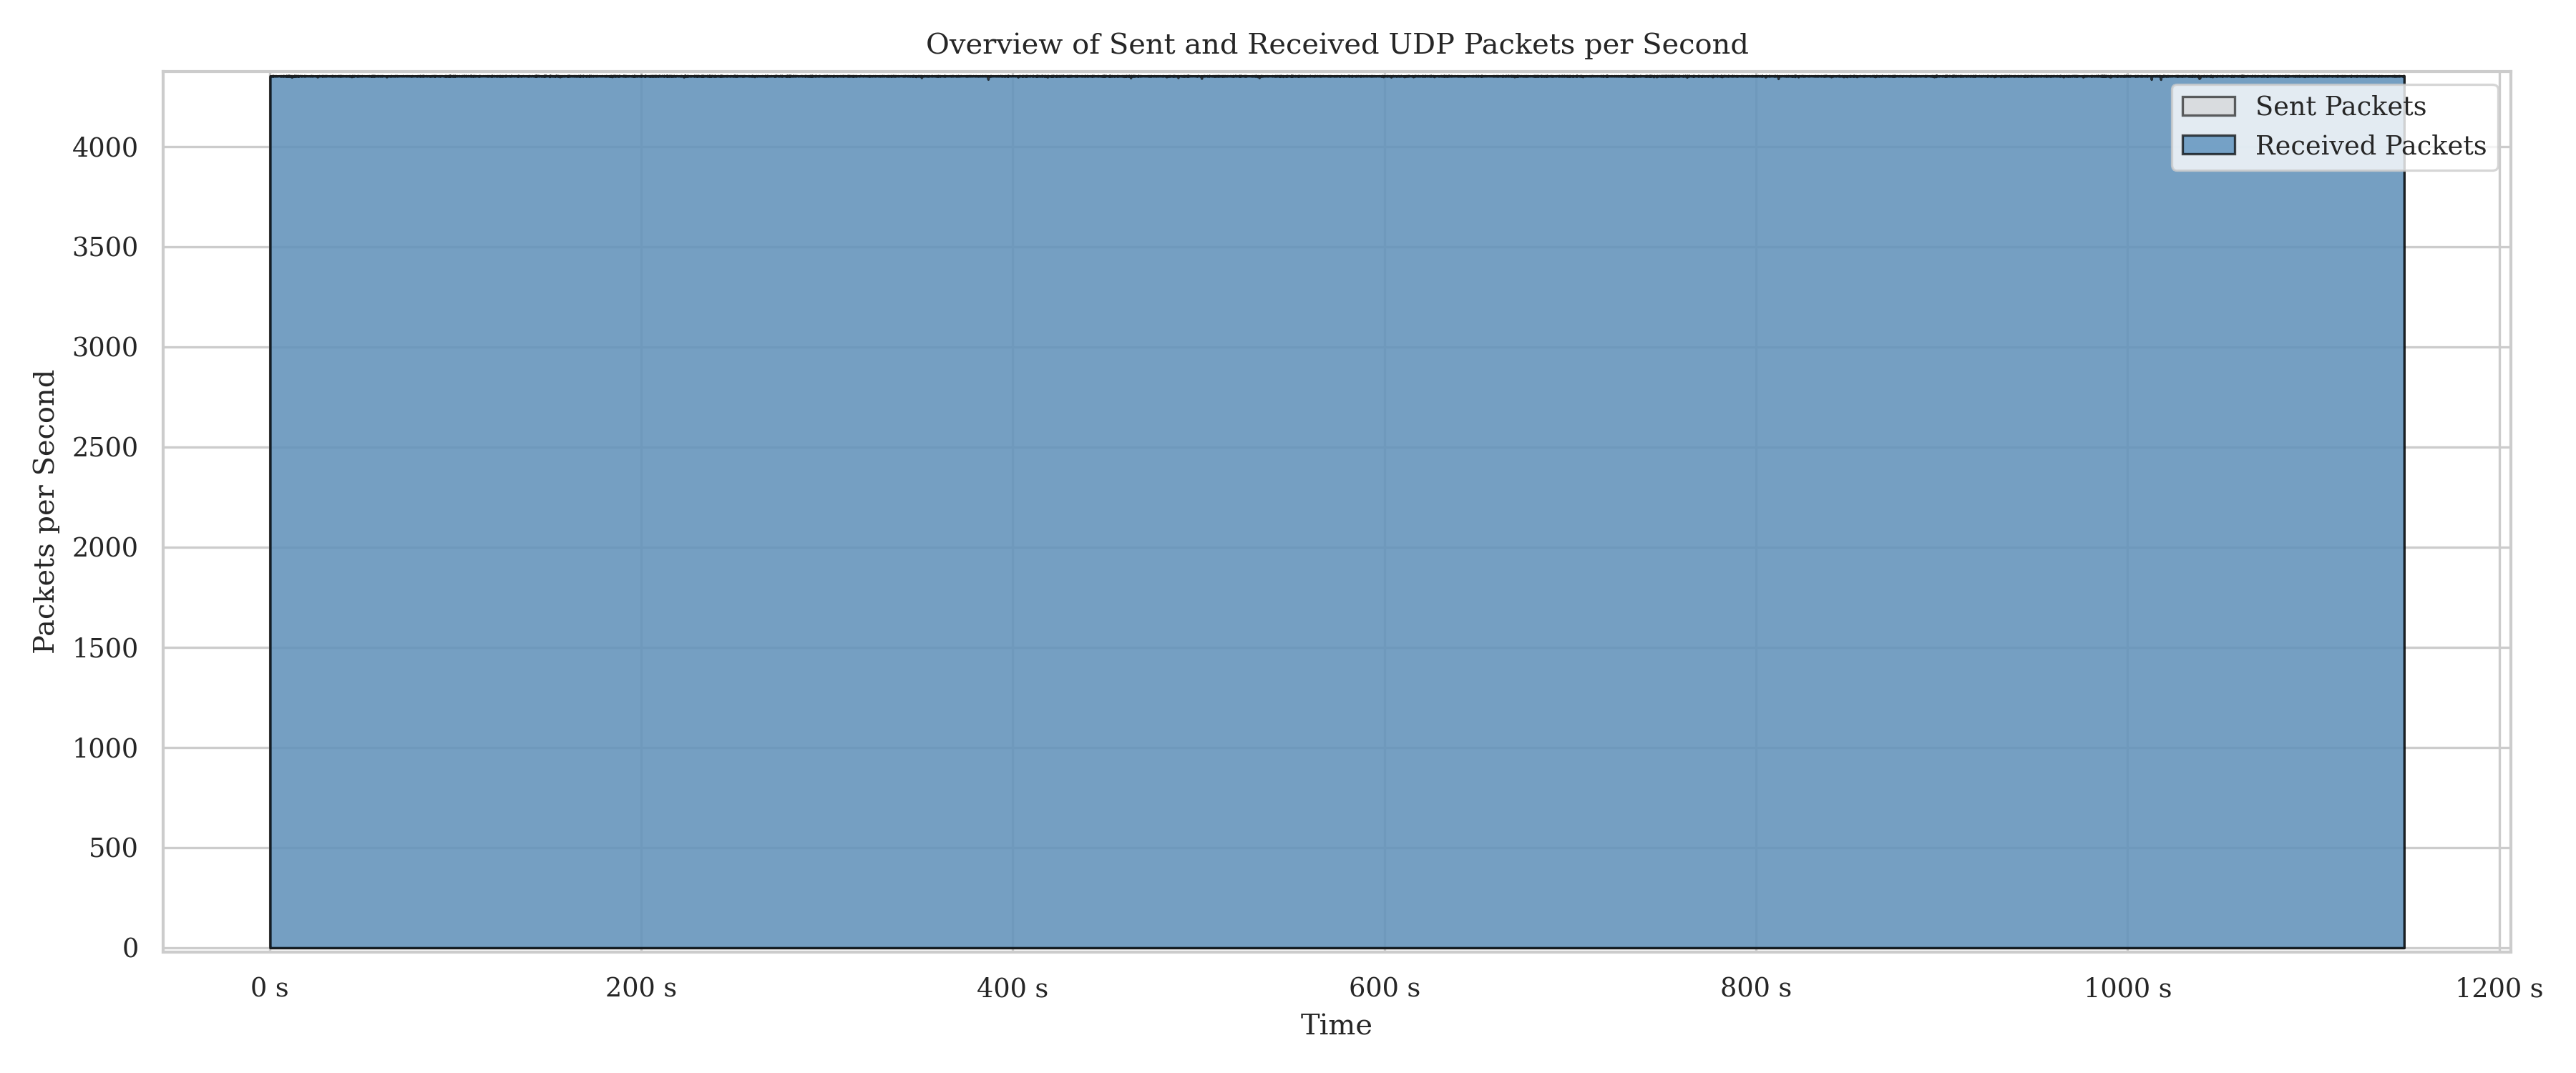 Overview of Sent and Received UDP Packets per Second
Sent Packets
Received Packets
Packets per Second
4000
3500
3000
2500
2000
1500
1000
500
0
0 s
200 s
400 s
600 s
800 s
1000 s
1200 s
Time